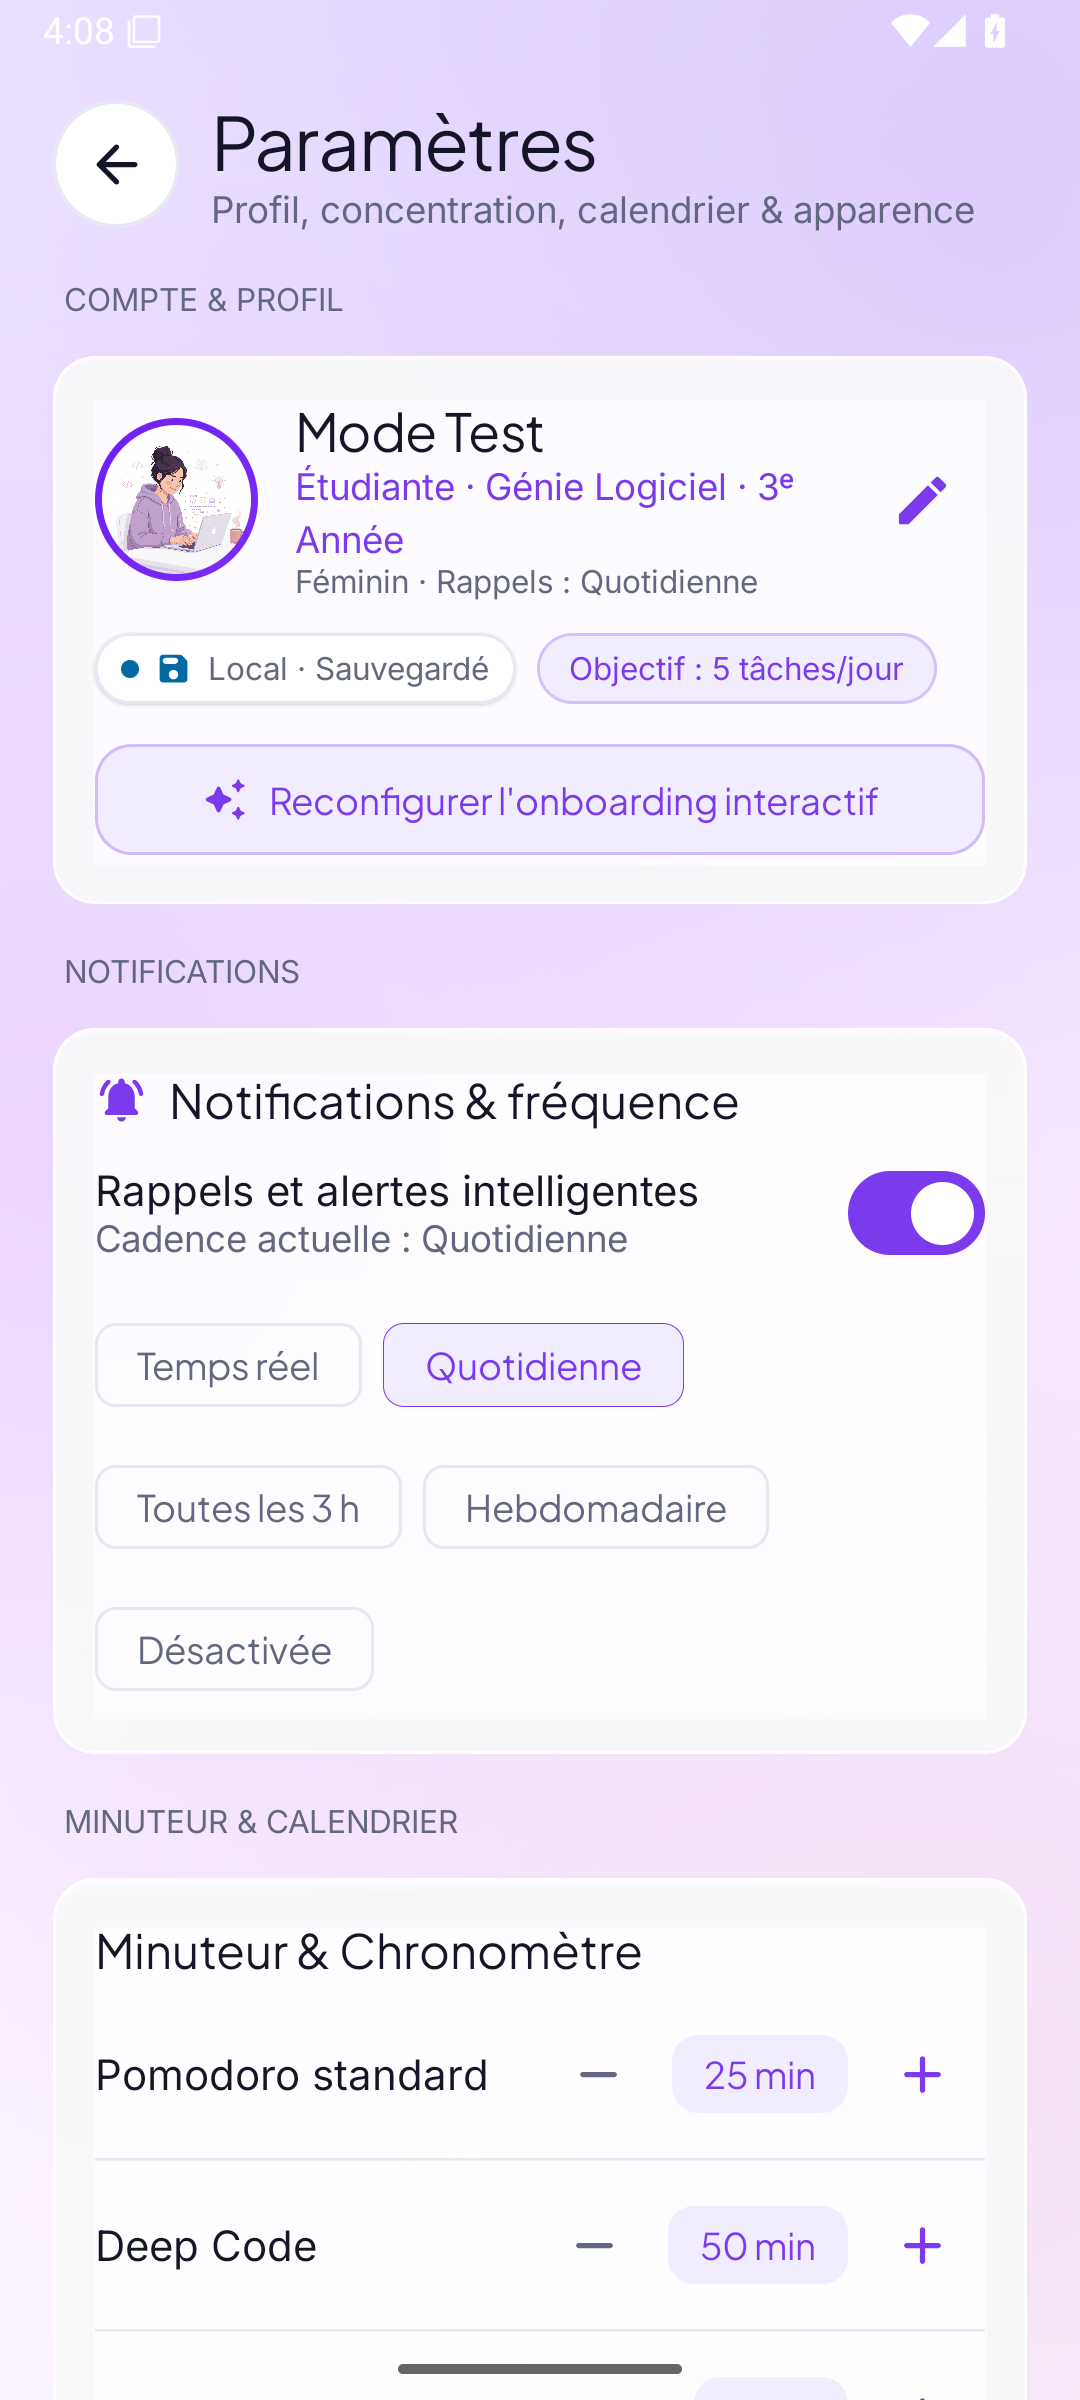 4:08
Paramètres
Profil, concentration, calendrier & apparence
COMPTE & PROFIL
Mode Test
Étudiante · Génie Logiciel · 3ᵉ
Année
Féminin · Rappels : Quotidienne
Local · Sauvegardé
Objectif : 5 tâches/jour
Reconfigurer l'onboarding interactif
NOTIFICATIONS
Notifications & fréquence
Rappels et alertes intelligentes
Cadence actuelle : Quotidienne
Temps réel
Quotidienne
Toutes les 3 h
Hebdomadaire
Désactivée
MINUTEUR & CALENDRIER
Minuteur & Chronomètre
Pomodoro standard
25 min
Deep Code
50 min